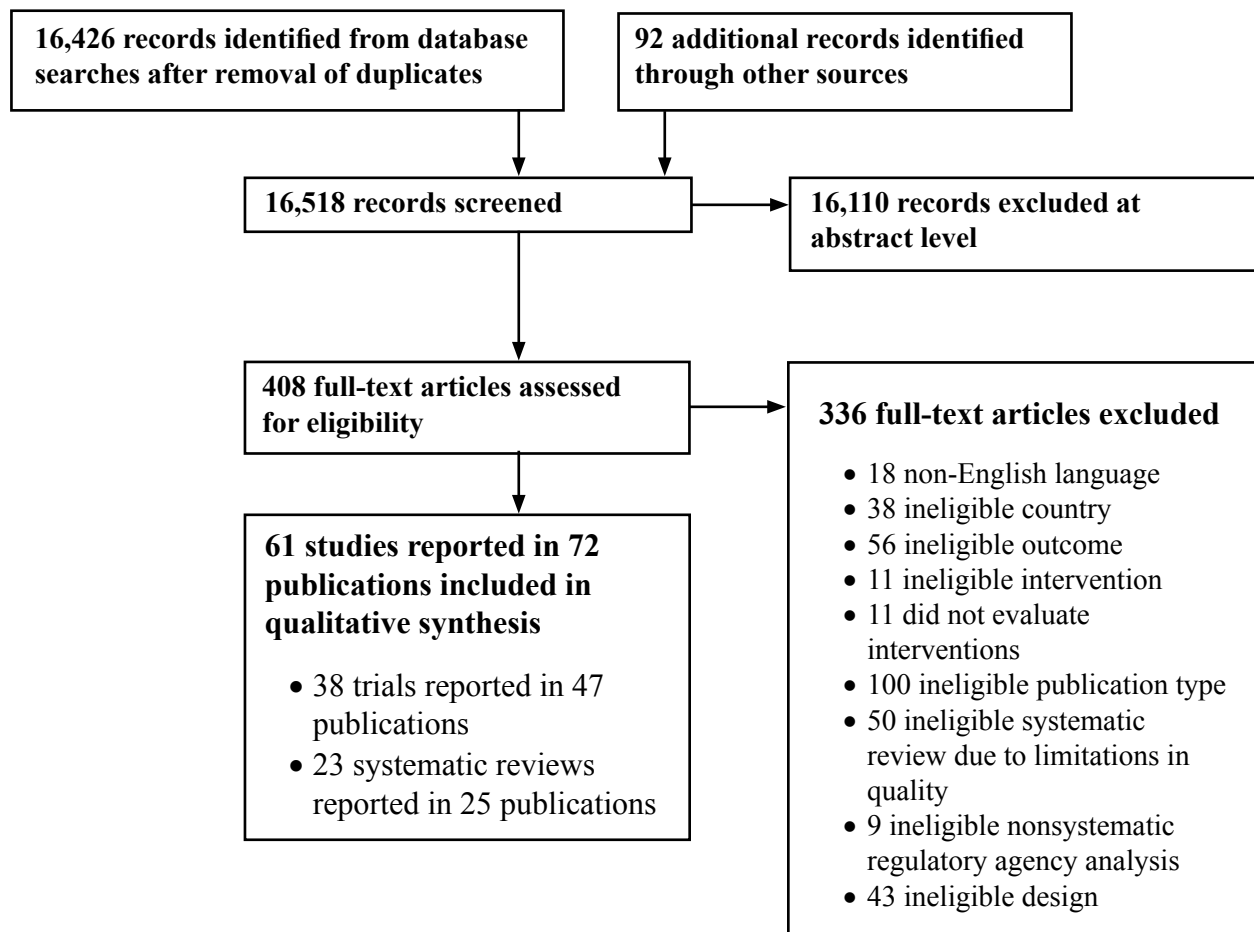 16,426 records identified from database
searches after removal of duplicates
92 additional records identified
through other sources
16,518 records screened
16,110 records excluded at
abstract level
408 full-text articles assessed
for eligibility
336 full-text articles excluded
• 18 non-English language
• 38 ineligible country
• 56 ineligible outcome
• 11 ineligible intervention
• 11 did not evaluate
interventions
• 100 ineligible publication type
• 50 ineligible systematic
review due to limitations in
quality
• 9 ineligible nonsystematic
regulatory agency analysis
• 43 ineligible design
61 studies reported in 72
publications included in
qualitative synthesis
• 38 trials reported in 47
publications
• 23 systematic reviews
reported in 25 publications